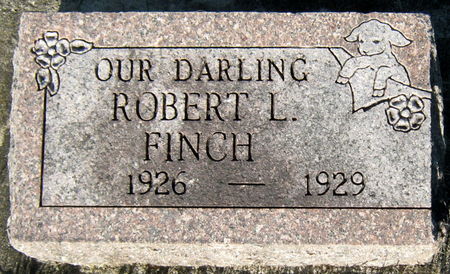 OUR DARLING
ROBERT L.
FINCH
1926 — 1929